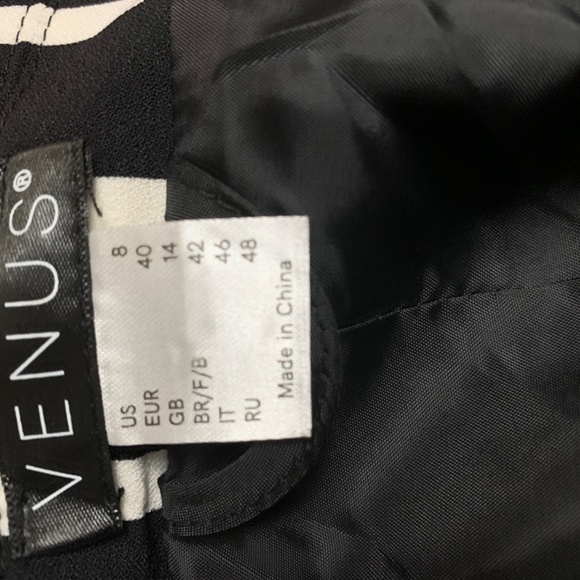 VENUS®
US 8
EUR 40
GB 14
BR/F/B 42
IT 46
RU 48
Made in China